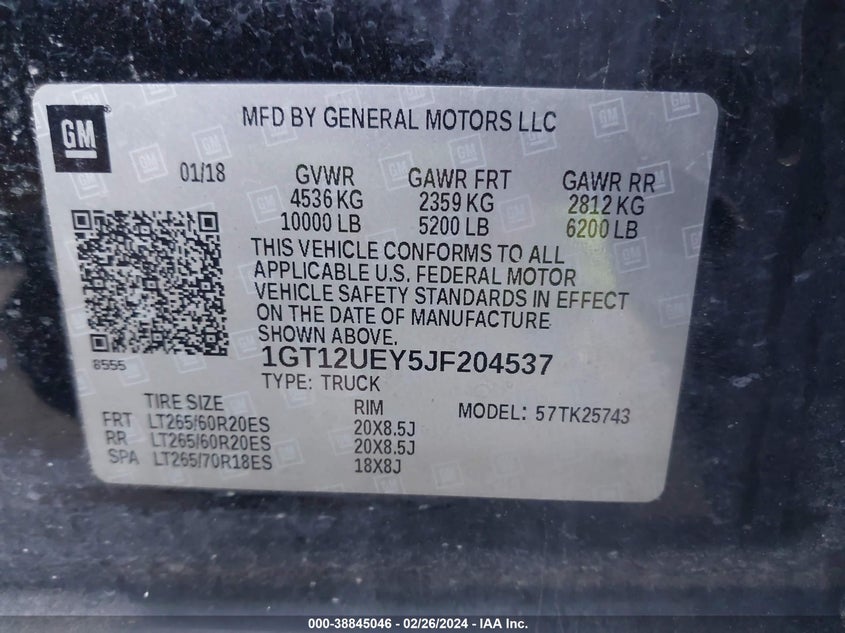 GM
MFD BY GENERAL MOTORS LLC
01/18 GVWR GAWR FRT GAWR RR
4536 KG 2359 KG 2812 KG
10000 LB 5200 LB 6200 LB
THIS VEHICLE CONFORMS TO ALL
APPLICABLE U.S. FEDERAL MOTOR
VEHICLE SAFETY STANDARDS IN EFFECT
ON THE DATE OF MANUFACTURE
SHOWN ABOVE.
8555
1GT12UEY5JF204537
TYPE: TRUCK
TIRE SIZE RIM MODEL: 57TK25743
FRT LT265/60R20ES 20X8.5J
RR LT265/60R20ES 20X8.5J
SPA LT265/70R18ES 18X8J
000-38845046 - 02/26/2024 - IAA Inc.